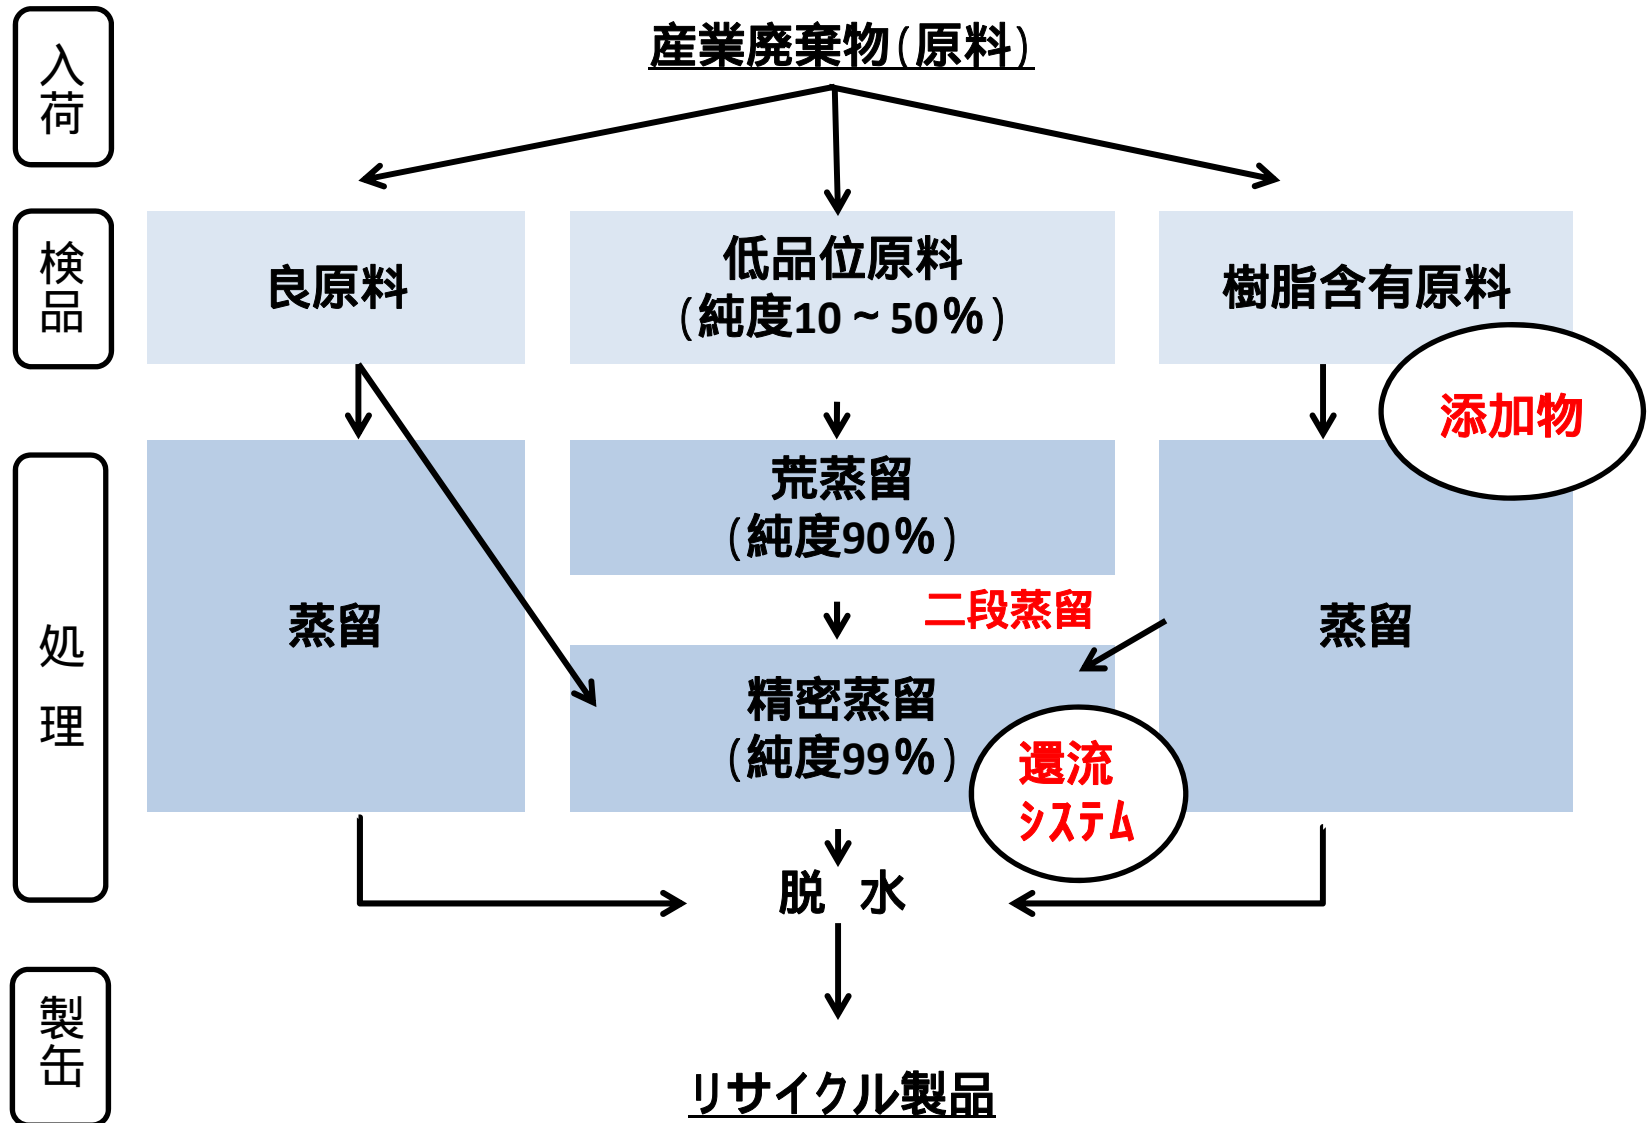 入荷
産業廃棄物(原料)
検品
良原料
低品位原料
(純度10~50%)
樹脂含有原料
添加物
処理
蒸留
荒蒸留
(純度90%)
二段蒸留
精密蒸留
(純度99%)
蒸留
還流
ｼｽﾃﾑ
脱 水
製缶
リサイクル製品